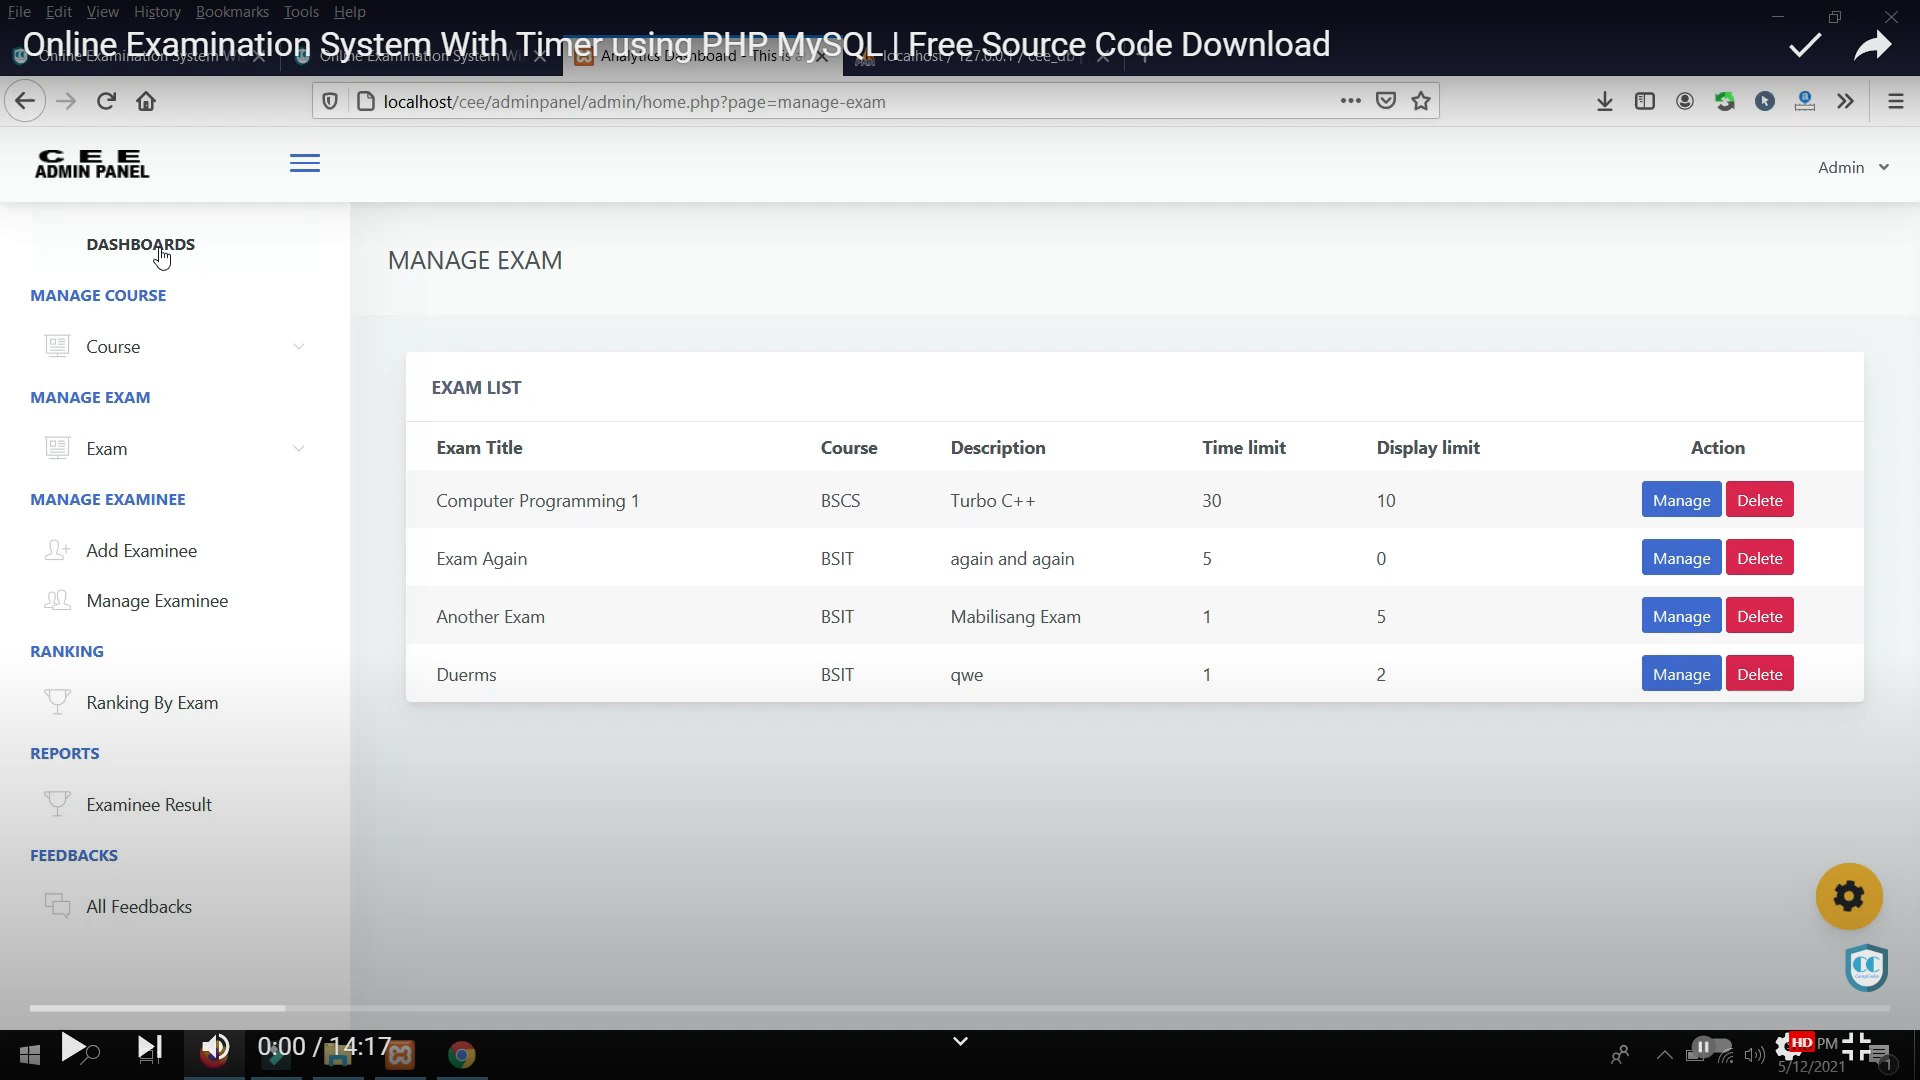 File Edit View History Bookmarks Tools Help
Online Examination System With Timer using PHP MySQL | Free Source Code Download
Online Examination System Wi
Online Examination System Wi
Analytics Dashboard - This is
localhost / 127.0.0.1 / cee_db
localhost/cee/adminpanel/admin/home.php?page=manage-exam
CEE
ADMIN PANEL
Admin
DASHBOARDS
MANAGE COURSE
Course
MANAGE EXAM
Exam
MANAGE EXAMINEE
Add Examinee
Manage Examinee
RANKING
Ranking By Exam
REPORTS
Examinee Result
FEEDBACKS
All Feedbacks
MANAGE EXAM
EXAM LIST
Exam Title Course Description Time limit Display limit Action
Computer Programming 1 BSCS Turbo C++ 30 10 Manage Delete
Exam Again BSIT again and again 5 0 Manage Delete
Another Exam BSIT Mabilisang Exam 1 5 Manage Delete
Duerms BSIT qwe 1 2 Manage Delete
CC
0:00 / 14:17
HD
PM
5/12/2021
1